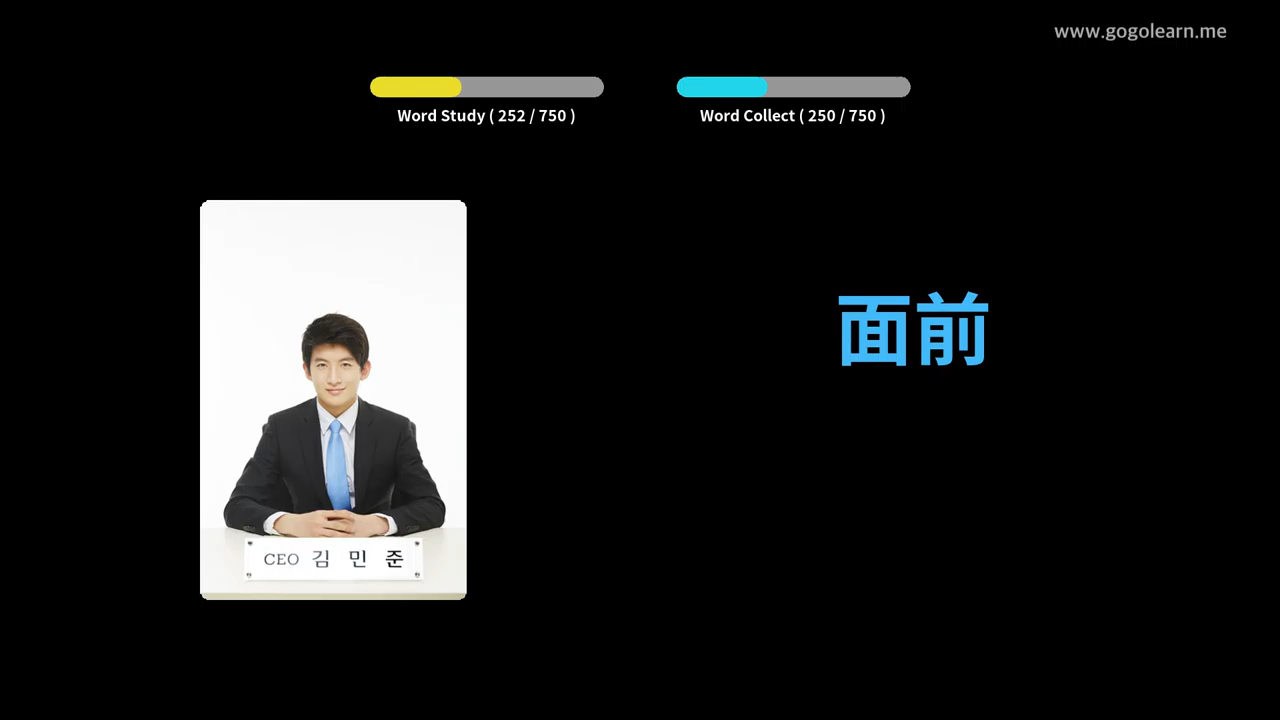 www.gogolearn.me
Word Study ( 252 / 750 )
Word Collect ( 250 / 750 )
面前
CEO 김 민 준